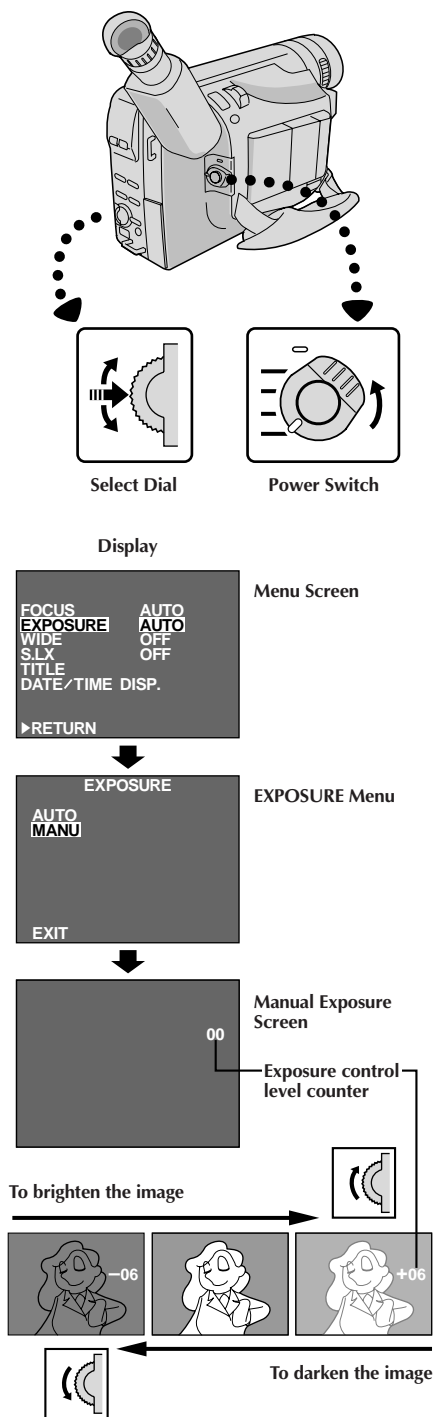 Select Dial
Power Switch
Display
Menu Screen
FOCUS AUTO
EXPOSURE AUTO
WIDE OFF
S.LX OFF
TITLE
DATE/TIME DISP.
►RETURN
EXPOSURE Menu
EXPOSURE
AUTO
MANU
EXIT
Manual Exposure
Screen
00
Exposure control
level counter
To brighten the image
–06
+06
To darken the image